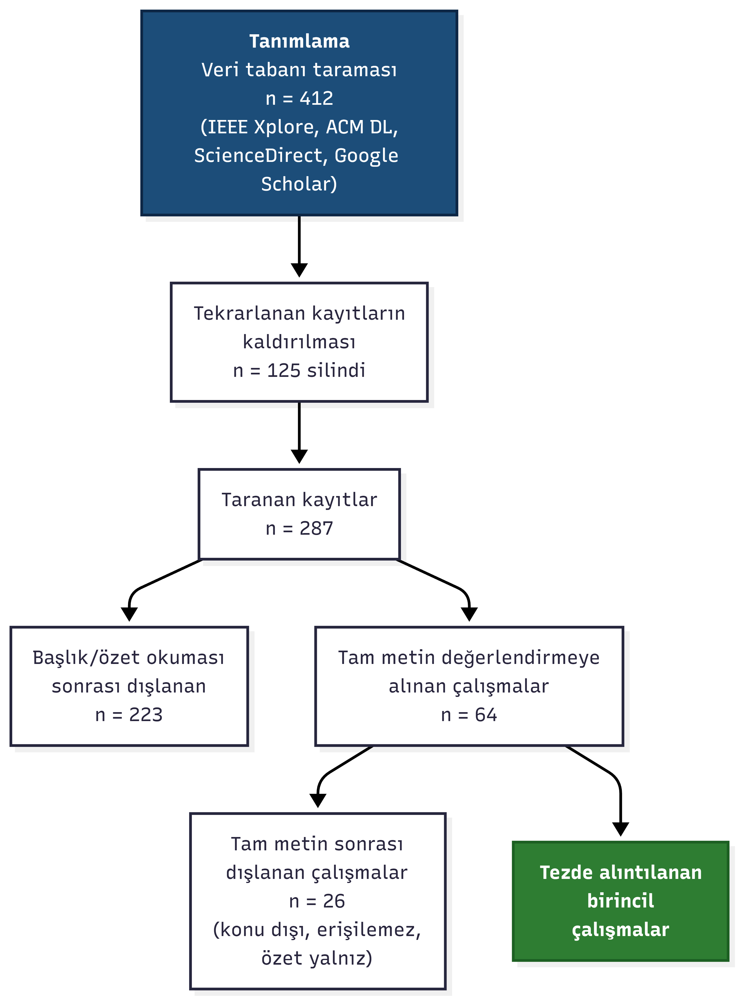 Tanımlama
Veri tabanı taraması
n = 412
(IEEE Xplore, ACM DL,
ScienceDirect, Google
Scholar)
Tekrarlanan kayıtların
kaldırılması
n = 125 silindi
Taranan kayıtlar
n = 287
Başlık/özet okuması
sonrası dışlanan
n = 223
Tam metin değerlendirmeye
alınan çalışmalar
n = 64
Tam metin sonrası
dışlanan çalışmalar
n = 26
(konu dışı, erişilemez,
özet yalnız)
Tezde alıntılanan
birincil
çalışmalar